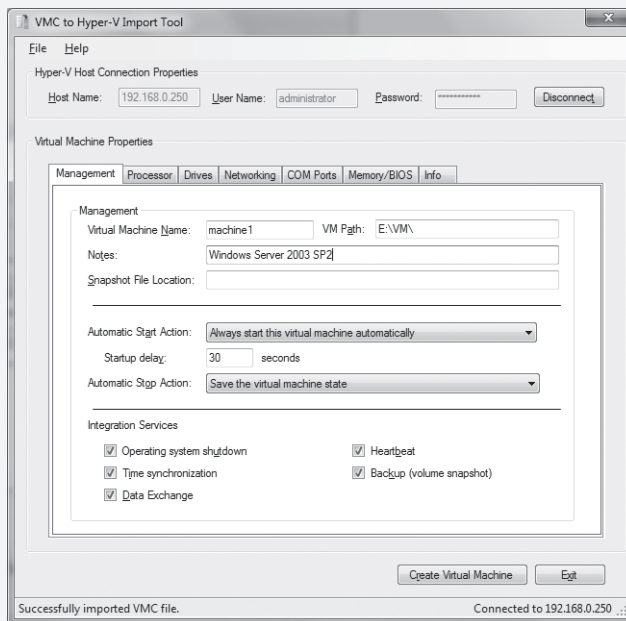 VMC to Hyper-V Import Tool
File Help
Hyper-V Host Connection Properties
Host Name: 192.168.0.250 User Name: administrator Password: *********** Disconnect
Virtual Machine Properties
Management Processor Drives Networking COM Ports Memory/BIOS Info
Management
Virtual Machine Name: machine1 VM Path: E:\VM\
Notes: Windows Server 2003 SP2
Snapshot File Location:
Automatic Start Action: Always start this virtual machine automatically
Startup delay: 30 seconds
Automatic Stop Action: Save the virtual machine state
Integration Services
Operating system shutdown Heartbeat
Time synchronization Backup (volume snapshot)
Data Exchange
Create Virtual Machine Exit
Successfully imported VMC file. Connected to 192.168.0.250